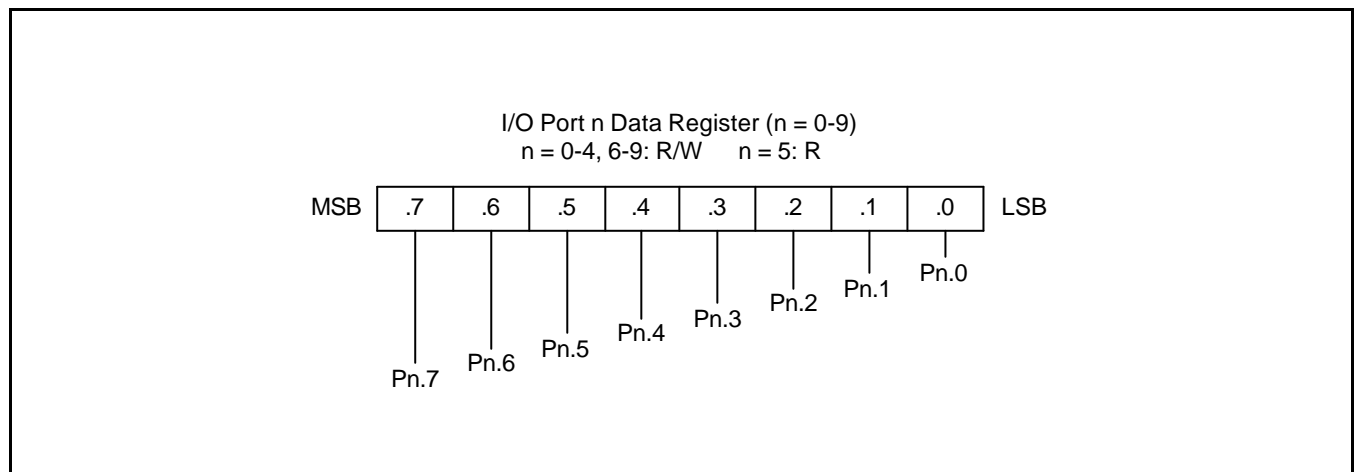 I/O Port n Data Register (n = 0-9)
n = 0-4, 6-9: R/W n = 5: R
MSB .7 .6 .5 .4 .3 .2 .1 .0 LSB
Pn.0
Pn.1
Pn.2
Pn.3
Pn.4
Pn.5
Pn.6
Pn.7